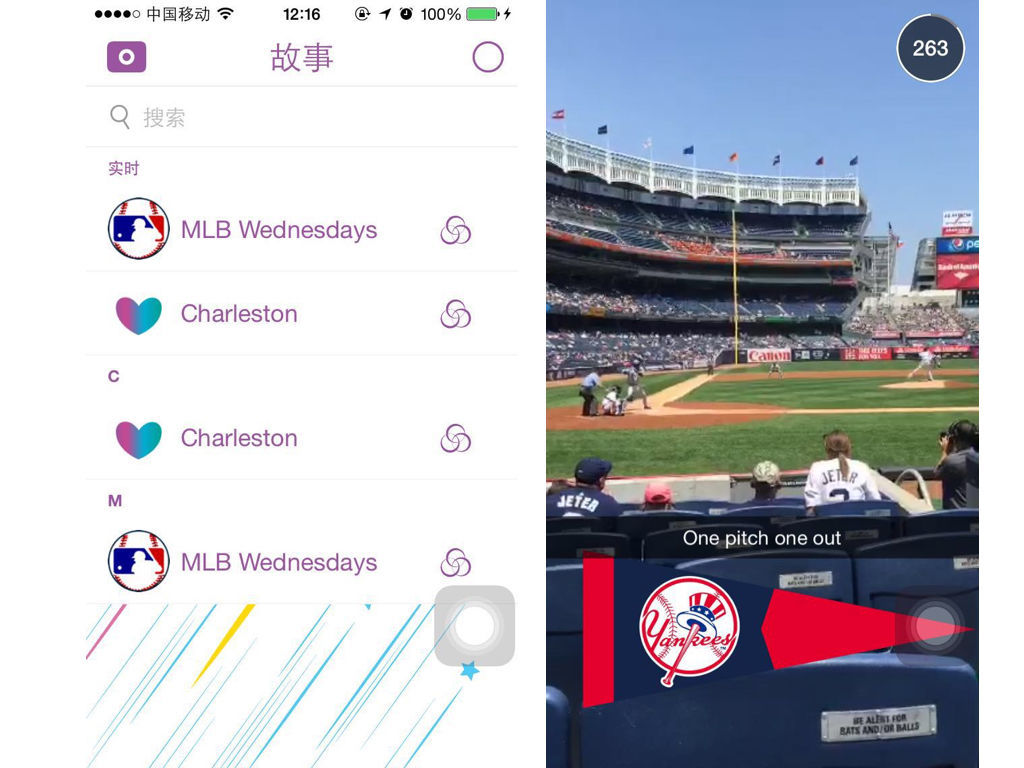 中国移动
12:16
100%
故事
搜索
实时
MLB Wednesdays
Charleston
C
Charleston
M
MLB Wednesdays
263
Canon
JETER
JETER
2
One pitch one out
Yankees
BE ALERT FOR
BATS AND/OR BALLS